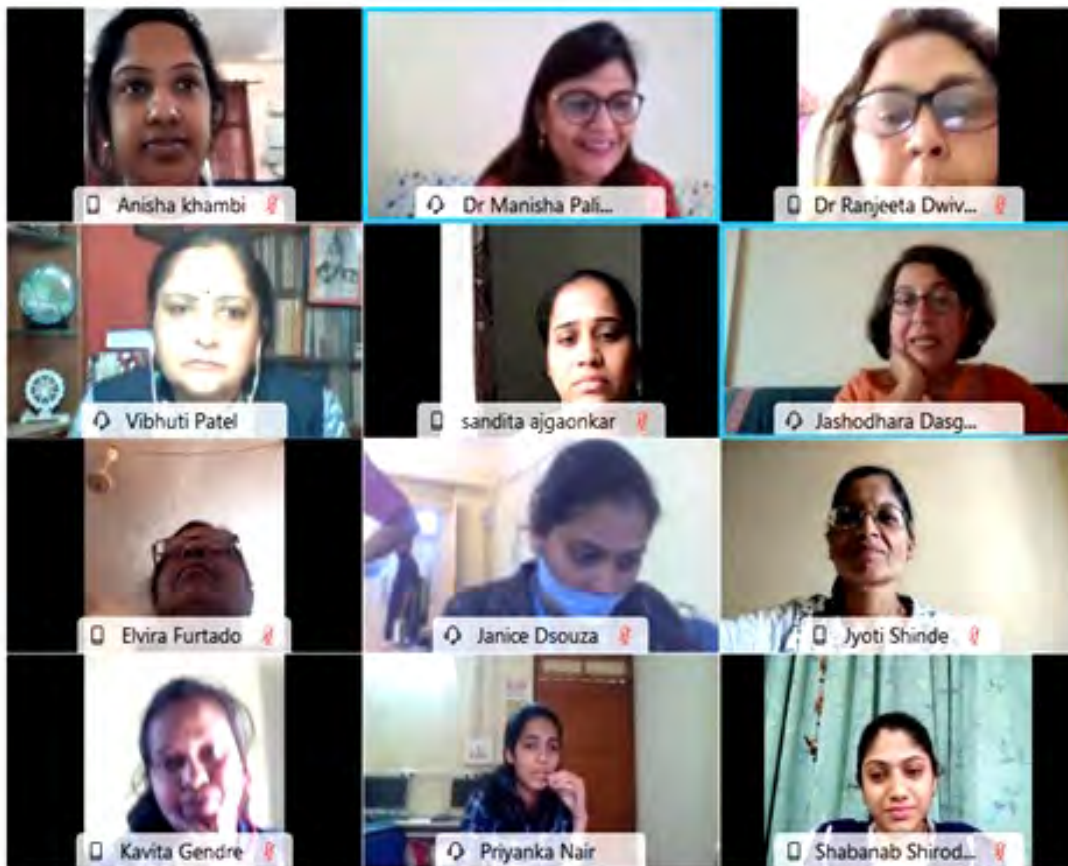 Anisha khambi
Dr Manisha Pali...
Dr Ranjeeta Dwiv...
Vibhuti Patel
sandita ajgaonkar
Jashodhara Dasg...
Elvira Furtado
Janice Dsouza
Jyoti Shinde
Kavita Gendre
Priyanka Nair
Shabanab Shirod...